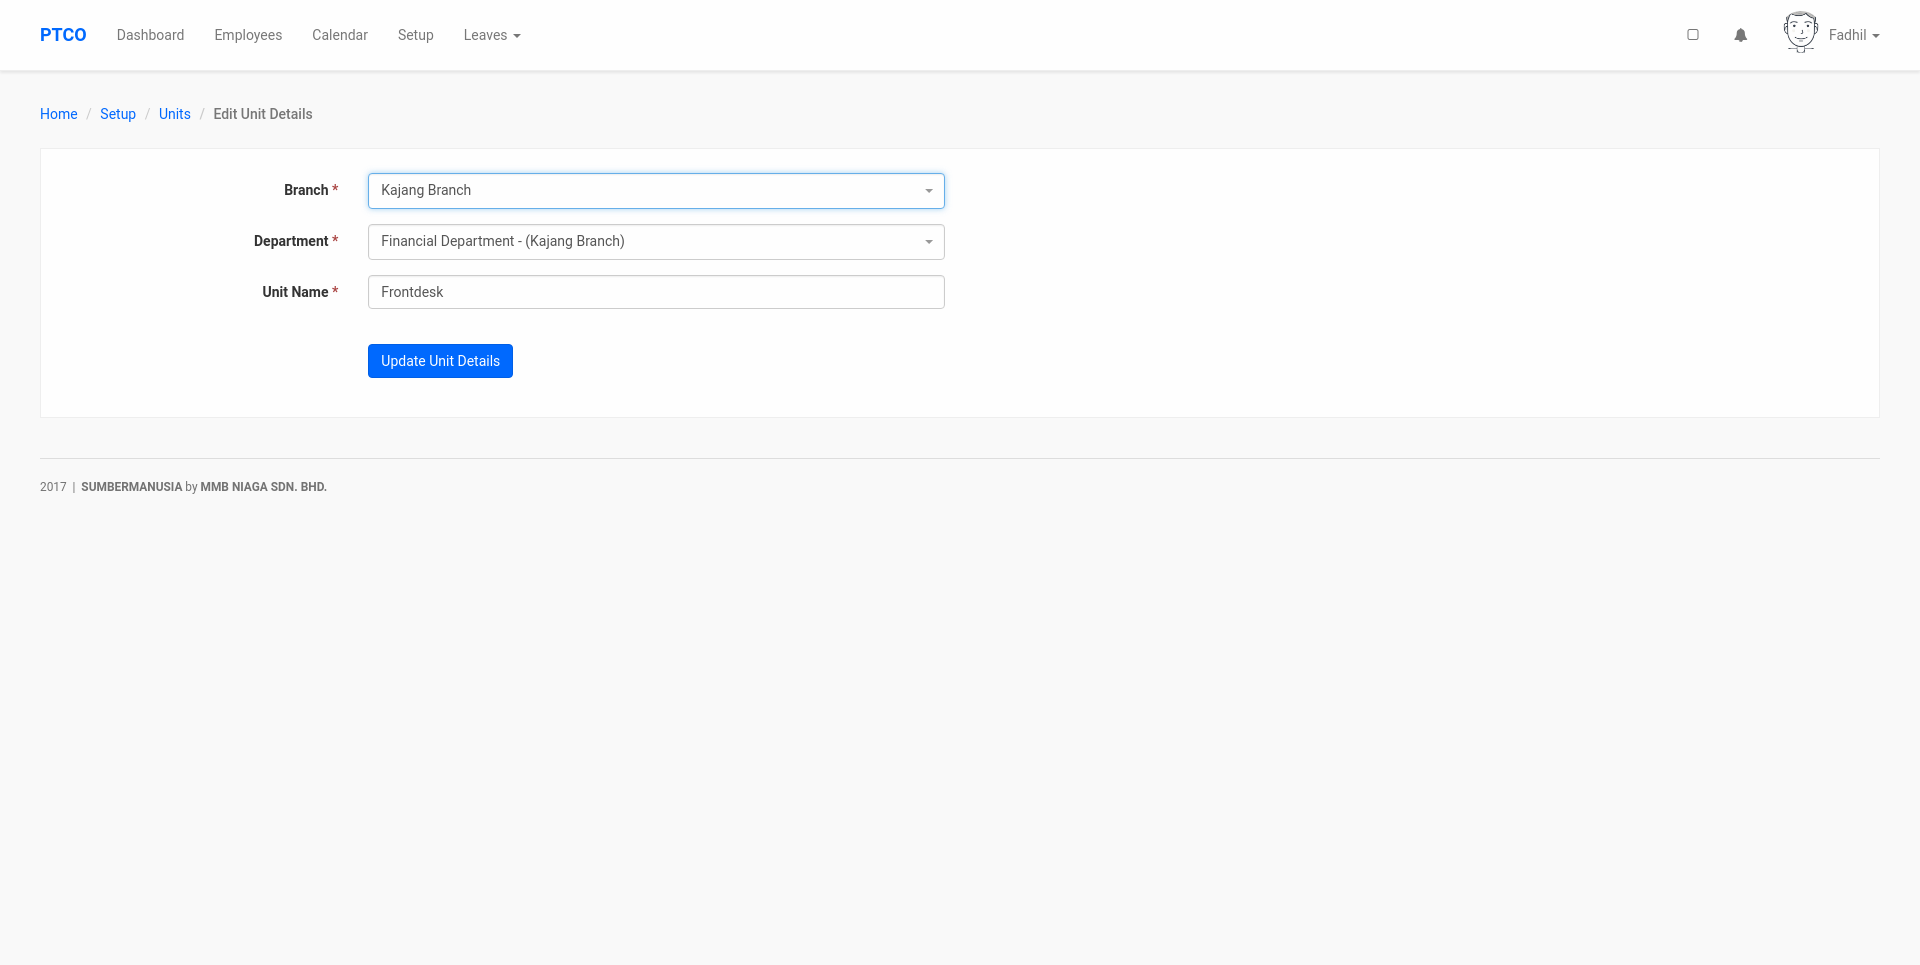 PTCO Dashboard Employees Calendar Setup Leaves Fadhil
Home / Setup / Units / Edit Unit Details
Branch * Kajang Branch
Department * Financial Department - (Kajang Branch)
Unit Name * Frontdesk
Update Unit Details
2017 | SUMBERMANUSIA by MMB NIAGA SDN. BHD.